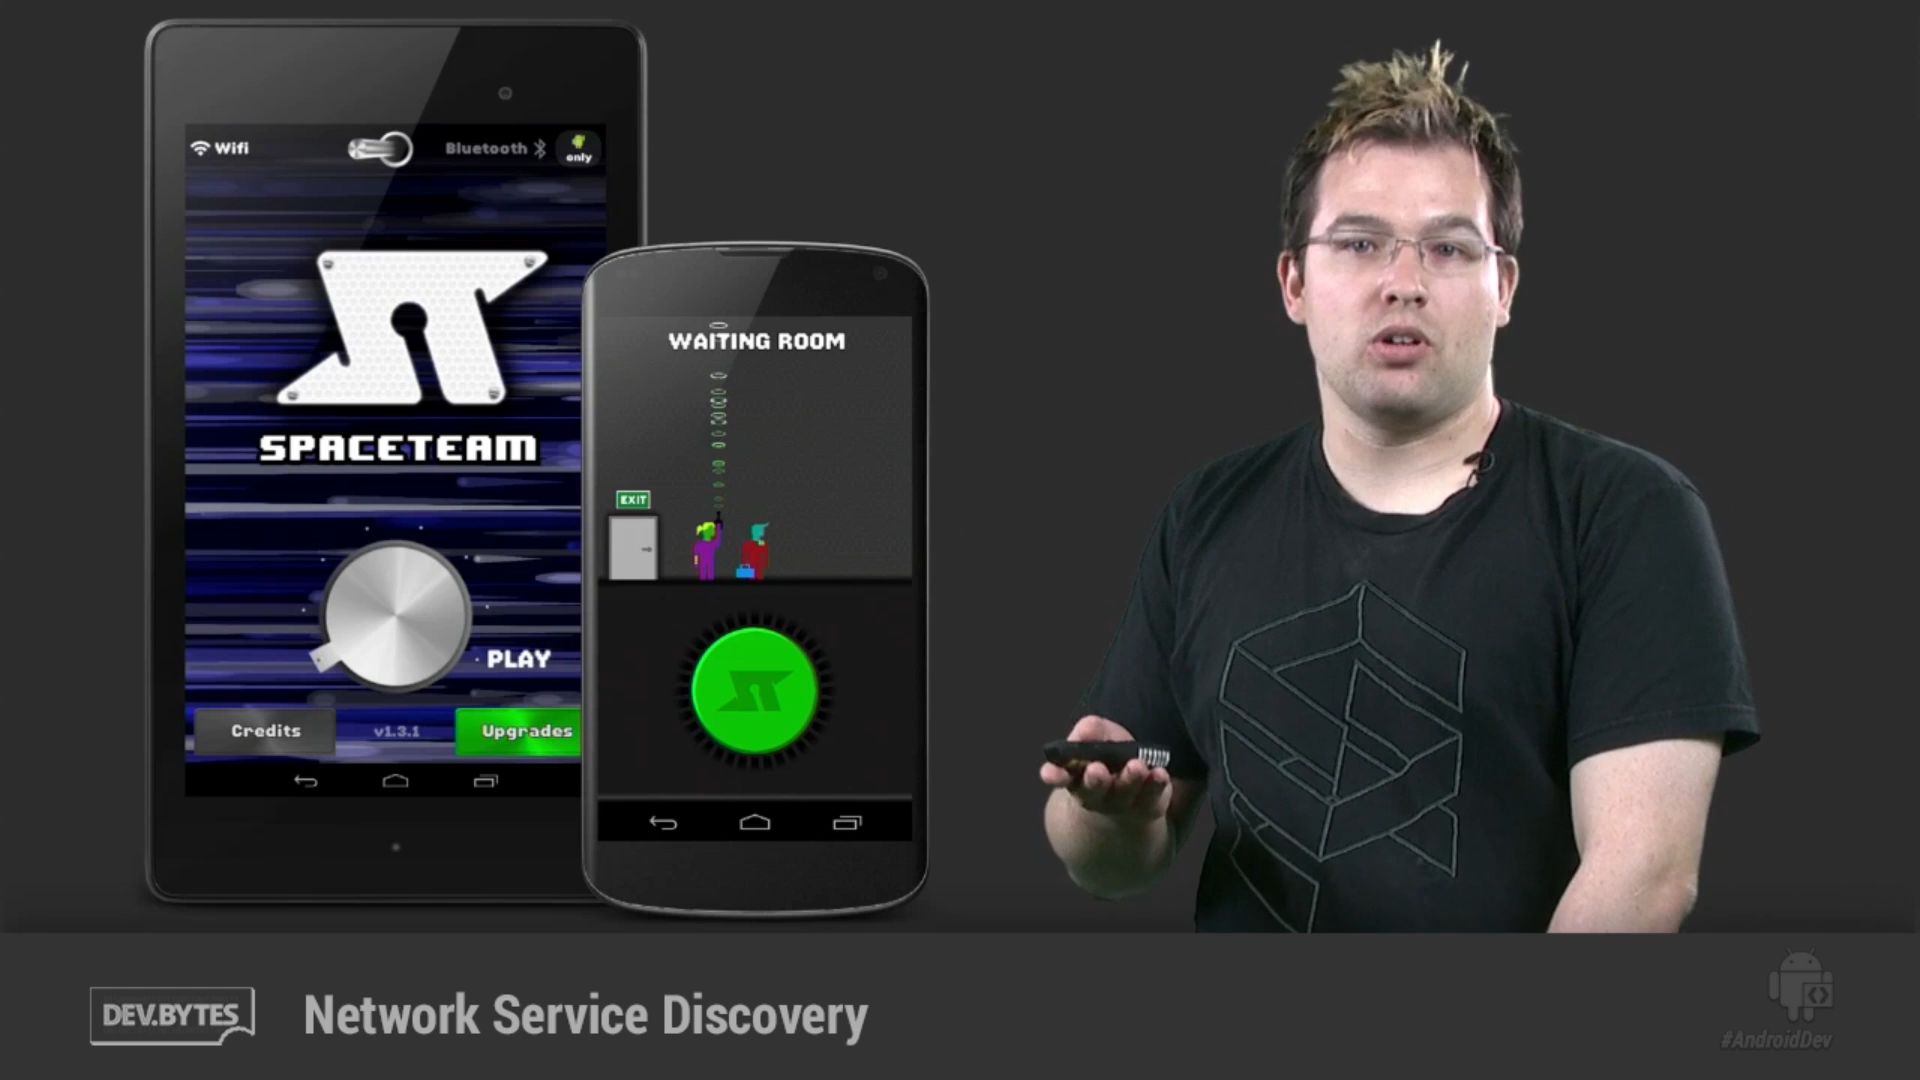 Wifi
Bluetooth
only
SPACETEAM
PLAY
Credits
v1.3.1
Upgrades
WAITING ROOM
EXIT
DEV.BYTES
Network Service Discovery
#AndroidDev